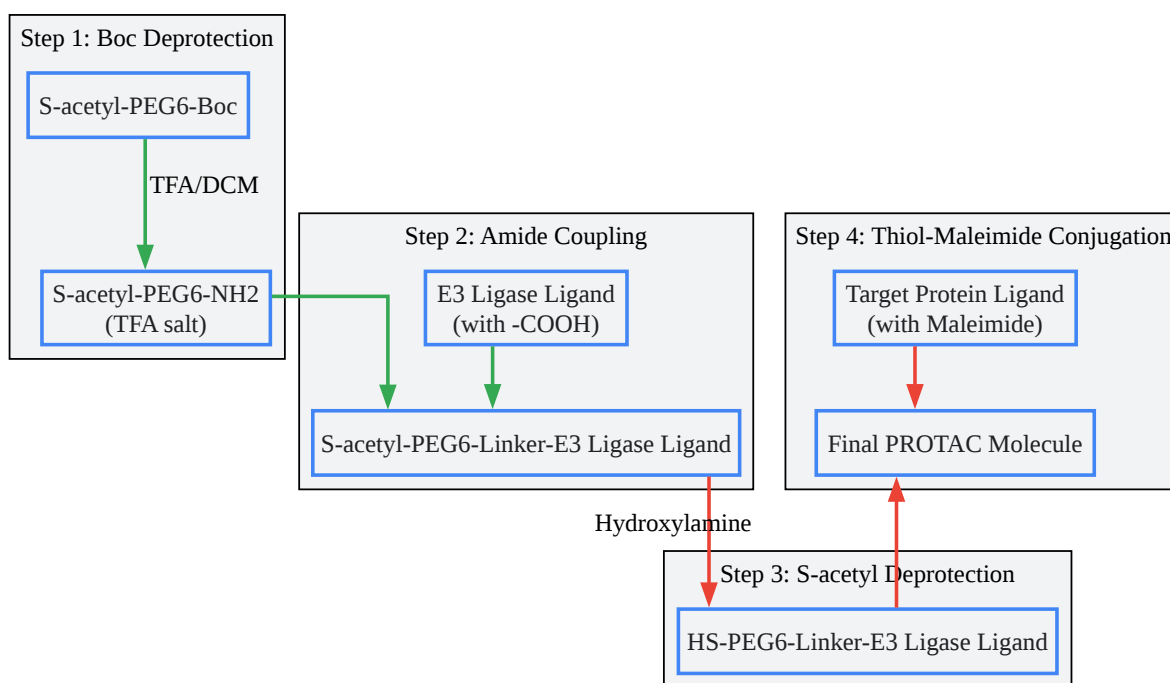 Step 1: Boc Deprotection
S-acetyl-PEG6-Boc
TFA/DCM
S-acetyl-PEG6-NH2
(TFA salt)
Step 2: Amide Coupling
E3 Ligase Ligand
(with -COOH)
S-acetyl-PEG6-Linker-E3 Ligase Ligand
Hydroxylamine
Step 3: S-acetyl Deprotection
HS-PEG6-Linker-E3 Ligase Ligand
Step 4: Thiol-Maleimide Conjugation
Target Protein Ligand
(with Maleimide)
Final PROTAC Molecule